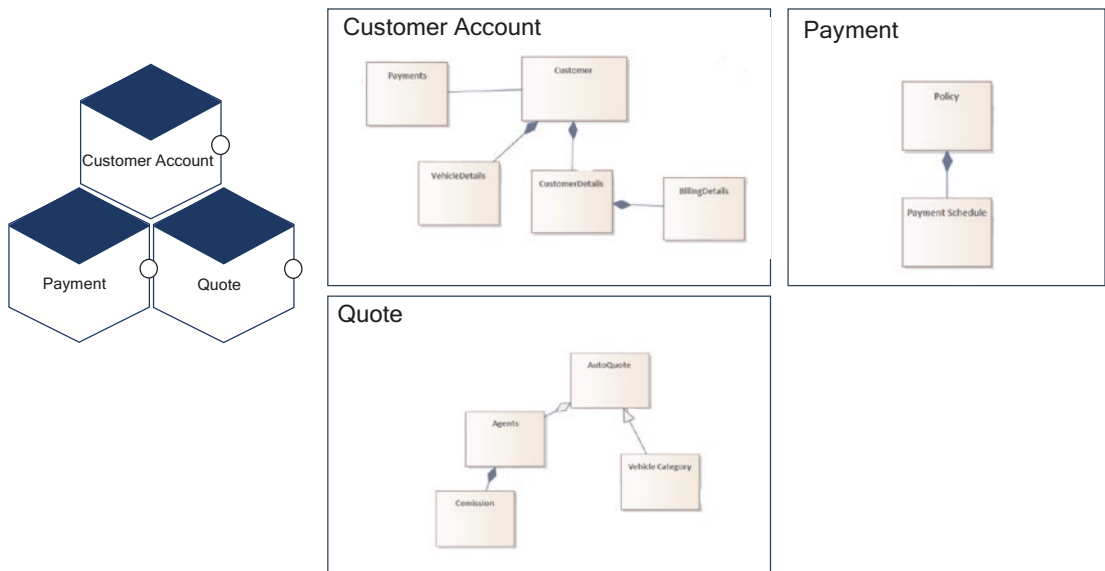 Customer Account
Payment
Quote
Customer Account
Payments
Customer
VehicleDetails
CustomerDetails
BillingDetails
Payment
Policy
Payment Schedule
Quote
AutoQuote
Agents
Vehicle Category
Comission